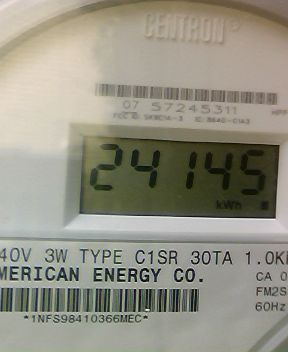 CENTRON®
07 57245311
24145
kWh
40V 3W TYPE C1SR 30TA 1.0K
MERICAN ENERGY CO.
CA 0
FM2S
60Hz
*1NFS98410366MEC*